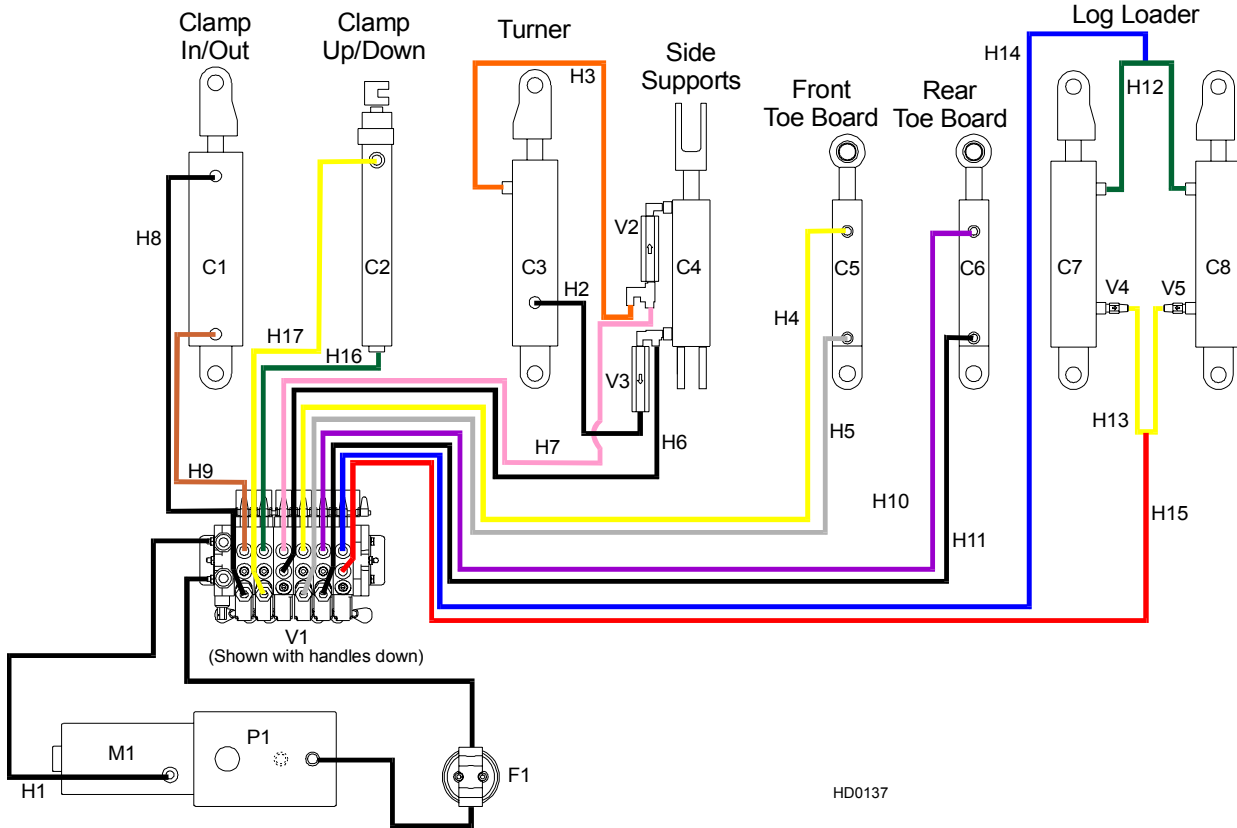 Clamp
In/Out
Clamp
Up/Down
Turner
Side
Supports
Front
Toe Board
Rear
Toe Board
Log Loader
H3
H14
H12
H8
C1
C2
C3
V2
C4
C5
C6
C7
C8
V4
V5
H17
H2
H4
H16
V3
H7
H6
H5
H13
H9
H10
H11
H15
V1
(Shown with handles down)
M1
P1
F1
H1
HD0137